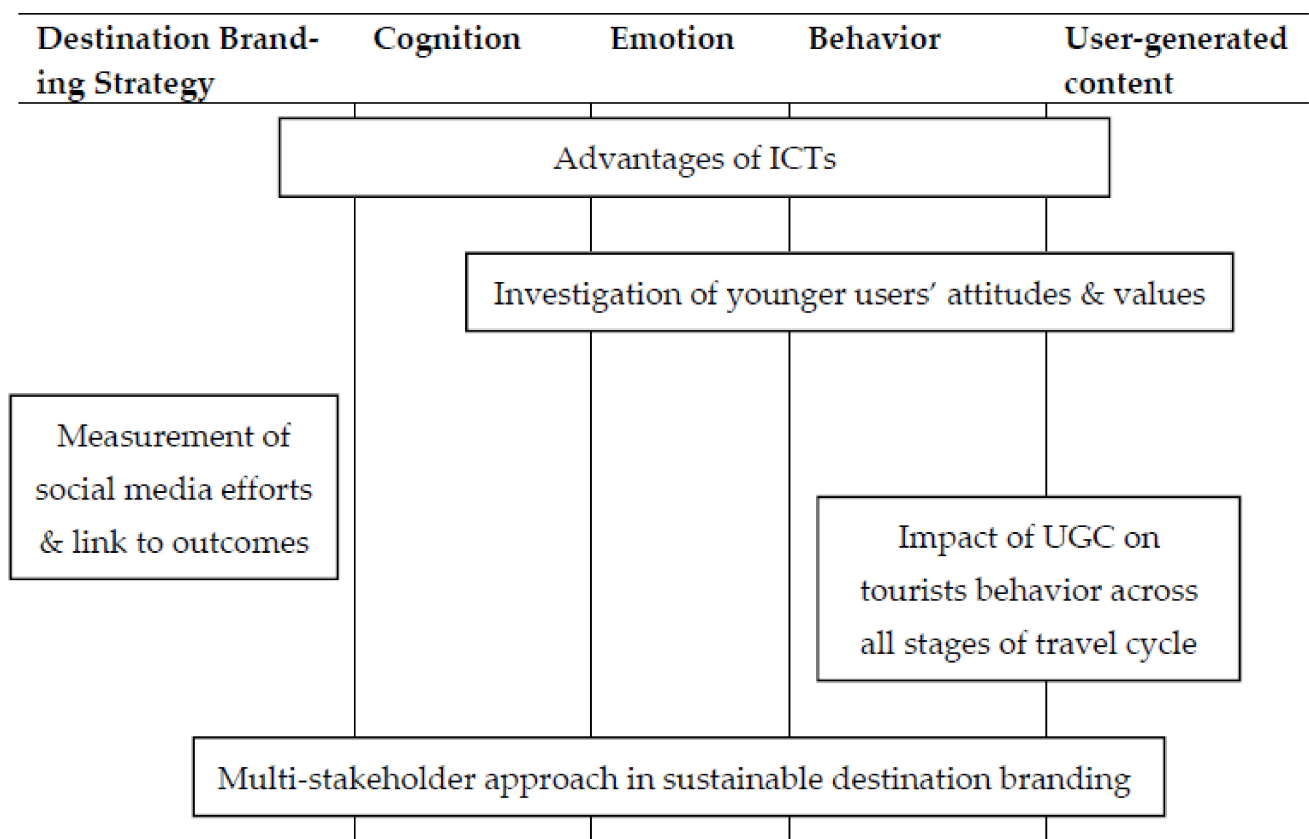 Destination Brand-
ing Strategy
Cognition
Emotion
Behavior
User-generated
content
Advantages of ICTs
Investigation of younger users’ attitudes & values
Measurement of
social media efforts
& link to outcomes
Impact of UGC on
tourists behavior across
all stages of travel cycle
Multi-stakeholder approach in sustainable destination branding